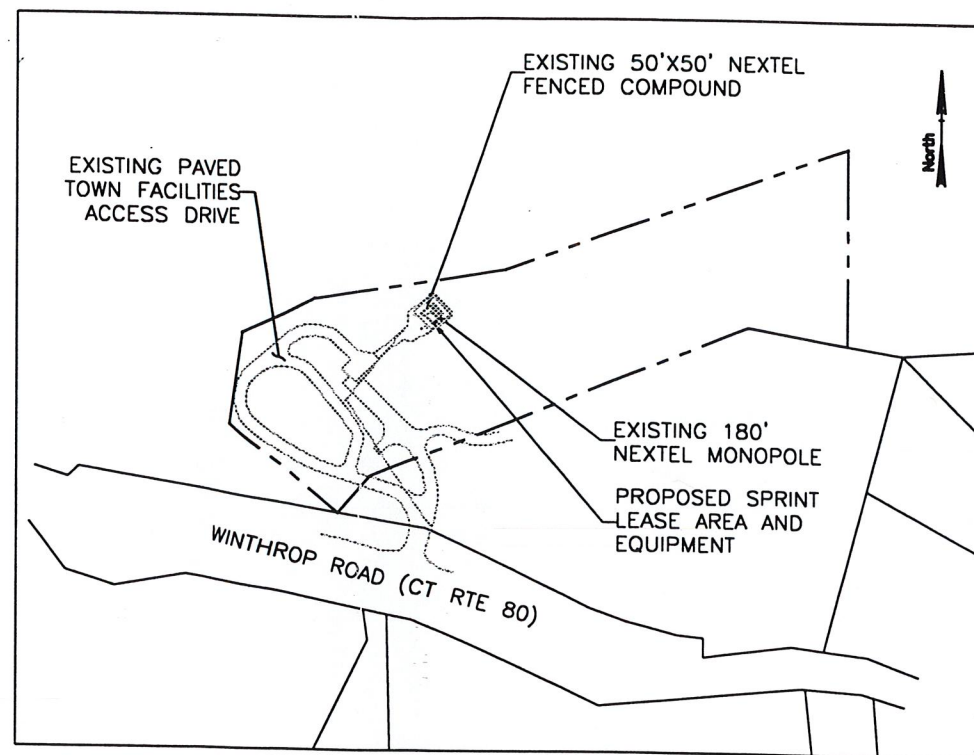 EXISTING 50'X50' NEXTEL
FENCED COMPOUND
North
EXISTING PAVED
TOWN FACILITIES
ACCESS DRIVE
EXISTING 180'
NEXTEL MONOPOLE
PROPOSED SPRINT
LEASE AREA AND
EQUIPMENT
WINTHROP ROAD (CT RTE 80)